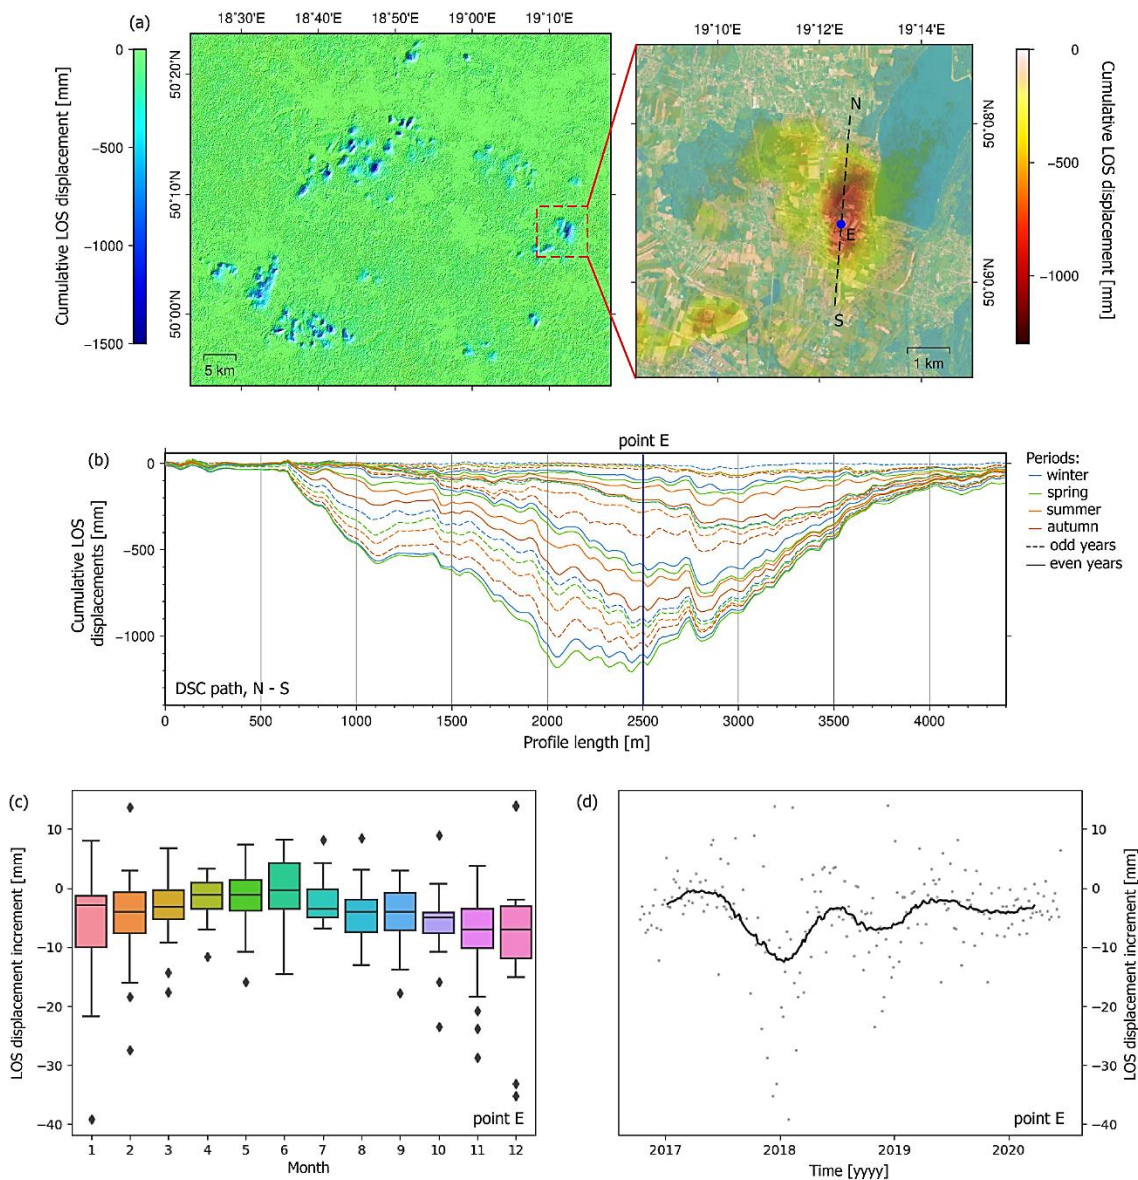 (a)
18°30'E 18°40'E 18°50'E 19°00'E 19°10'E
19°10'E 19°12'E 19°14'E
Cumulative LOS displacement [mm]
0
−500
−1000
−1500
50°20'N
50°10'N
50°00'N
5 km
N
E
S
1 km
50°08'N
50°06'N
0
−500
−1000
Cumulative LOS displacement [mm]
point E
(b)
Cumulative LOS
displacements [mm]
0
−500
−1000
DSC path, N - S
0 500 1000 1500 2000 2500 3000 3500 4000
Profile length [m]
Periods:
winter
spring
summer
autumn
odd years
even years
(c)
LOS displacement increment [mm]
10
0
−10
−20
−30
−40
point E
1 2 3 4 5 6 7 8 9 10 11 12
Month
(d)
10
0
−10
−20
−30
−40
LOS displacement increment [mm]
point E
2017 2018 2019 2020
Time [yyyy]